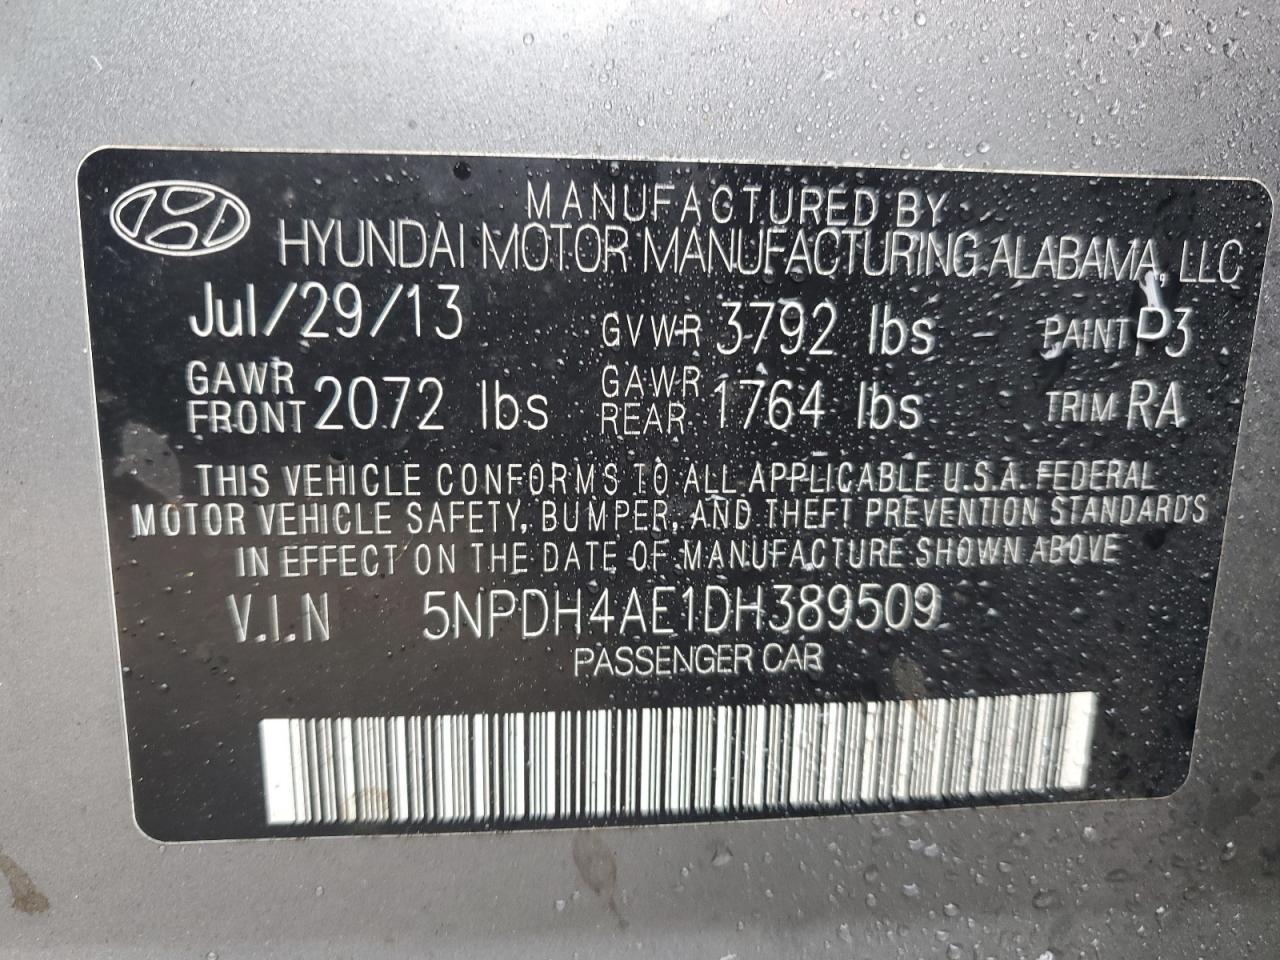 MANUFACTURED BY
HYUNDAI MOTOR MANUFACTURING ALABAMA, LLC
Jul/29/13 GVWR 3792 lbs PAINT P3
GAWR FRONT 2072 lbs GAWR REAR 1764 lbs TRIM RA
THIS VEHICLE CONFORMS TO ALL APPLICABLE U.S.A. FEDERAL
MOTOR VEHICLE SAFETY, BUMPER, AND THEFT PREVENTION STANDARDS
IN EFFECT ON THE DATE OF MANUFACTURE SHOWN ABOVE
V.I.N 5NPDH4AE1DH389509
PASSENGER CAR